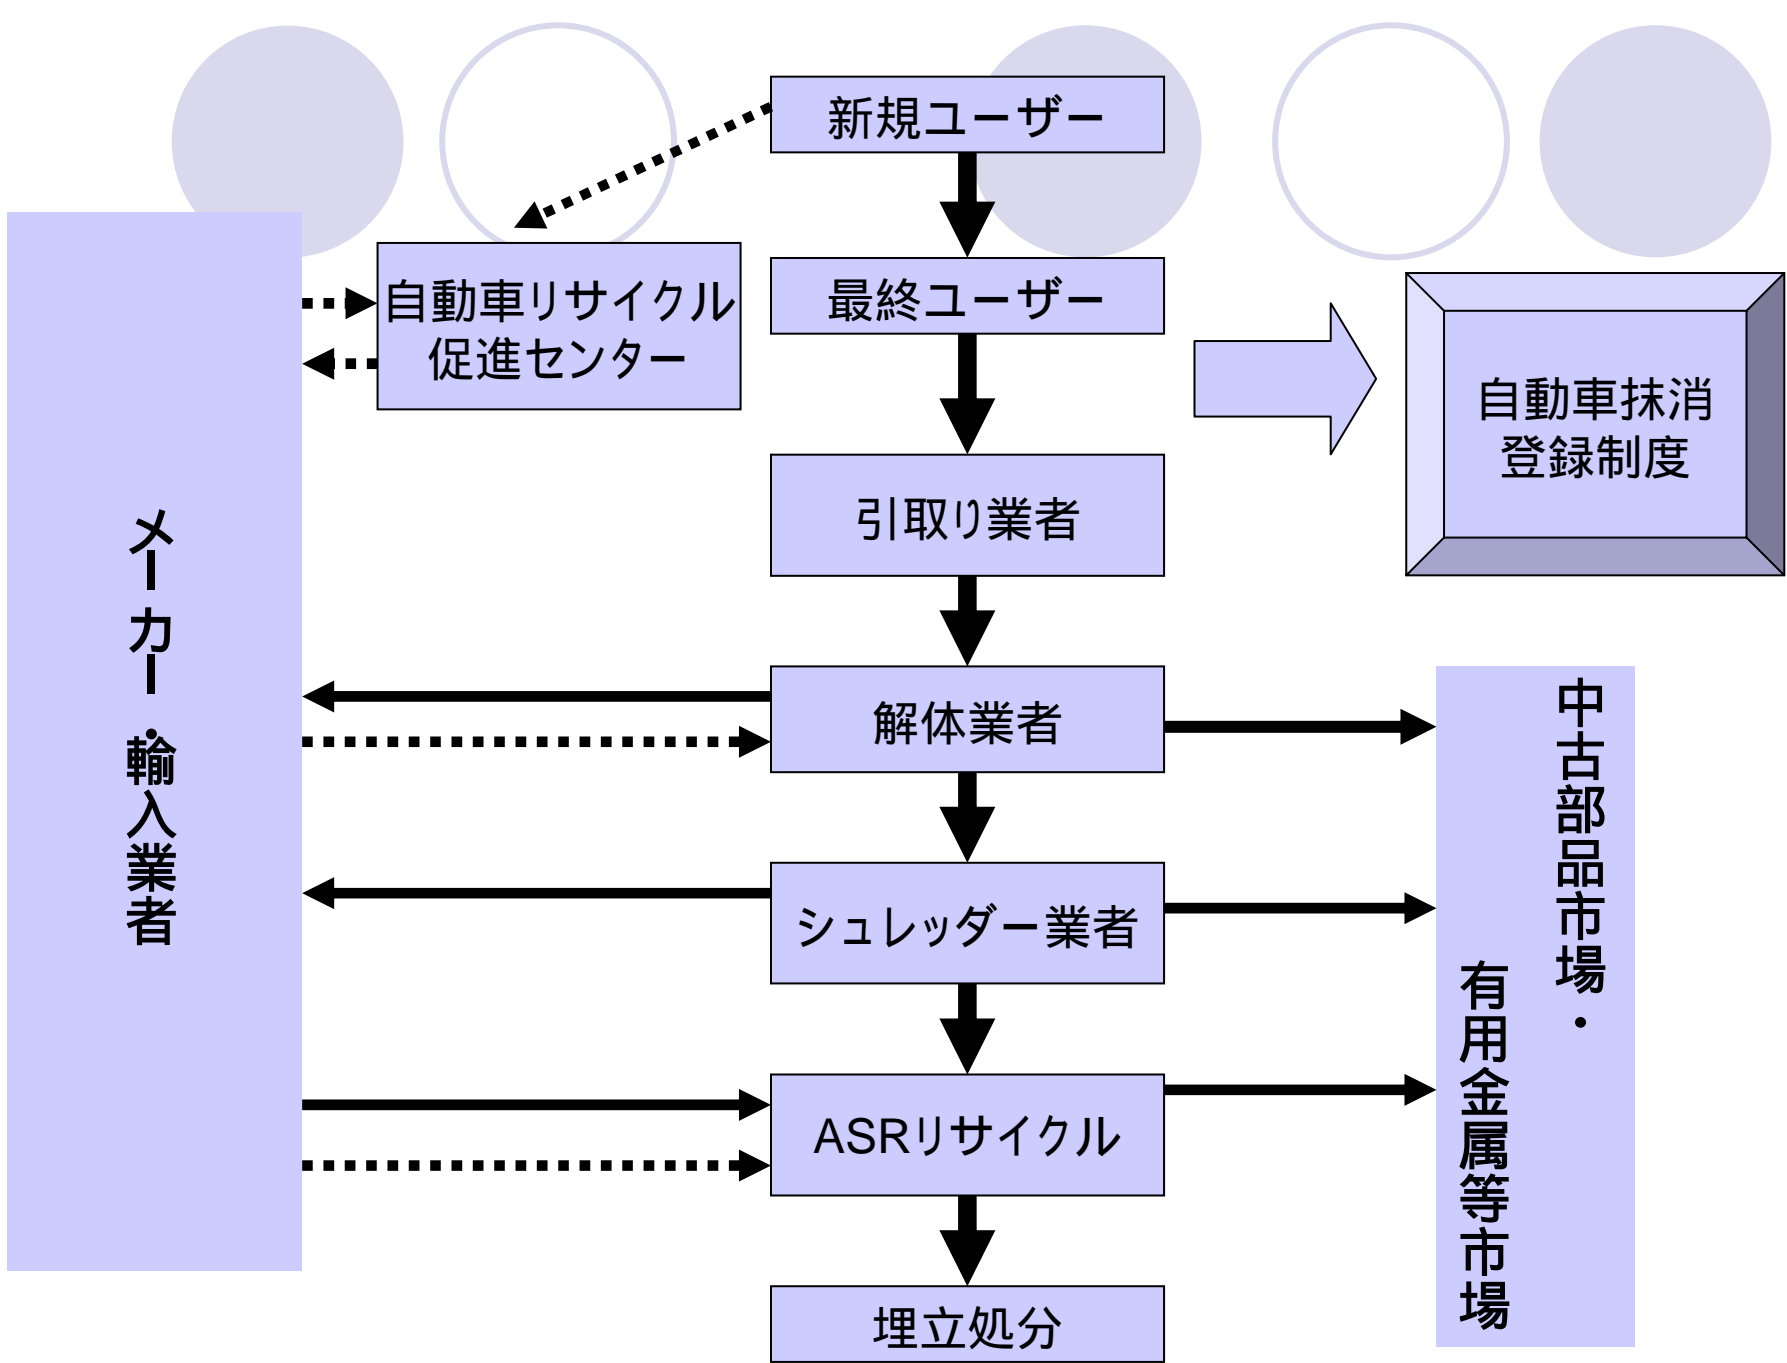 新規ユーザー
自動車リサイクル
促進センター
最終ユーザー
自動車抹消
登録制度
引取り業者
メーカー・輸入業者
解体業者
中古部品市場・
有用金属等市場
シュレッダー業者
ASRリサイクル
埋立処分